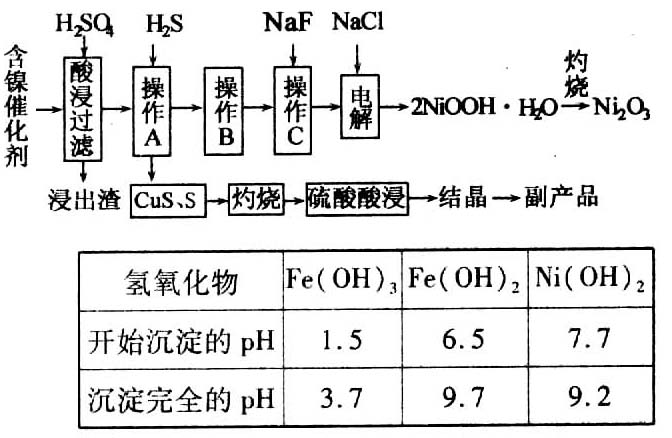 H₂SO₄ H₂S NaF NaCl
含镍催化剂
酸浸过滤
操作A
操作B
操作C
电解
2NiOOH·H₂O
灼烧
Ni₂O₃
浸出渣 CuS、S 灼烧 硫酸酸浸 结晶 副产品
氢氧化物 Fe(OH)₃ Fe(OH)₂ Ni(OH)₂
开始沉淀的 pH 1.5 6.5 7.7
沉淀完全的 pH 3.7 9.7 9.2